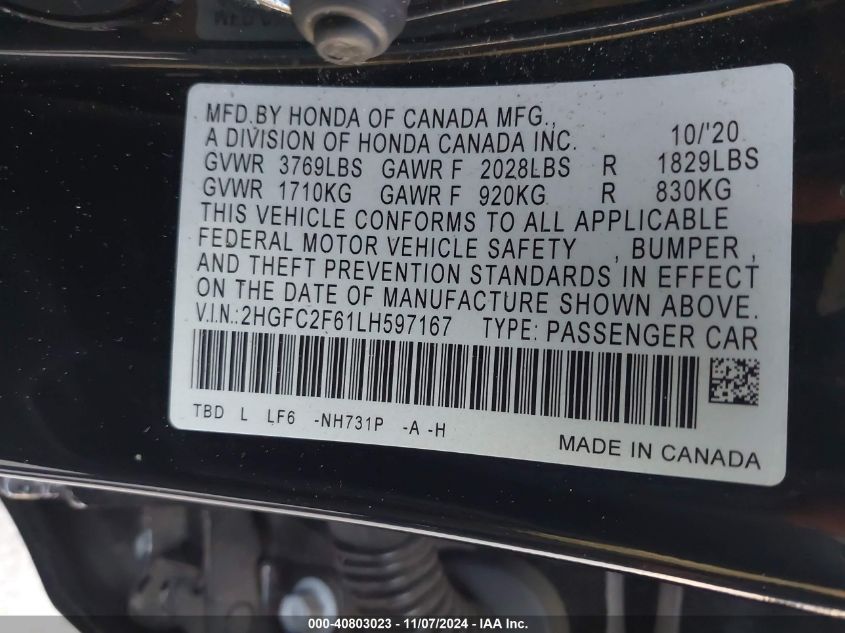 MFD.BY HONDA OF CANADA MFG.,
A DIVISION OF HONDA CANADA INC. 10/'20
GVWR 3769LBS GAWR F 2028LBS R 1829LBS
GVWR 1710KG GAWR F 920KG R 830KG
THIS VEHICLE CONFORMS TO ALL APPLICABLE
FEDERAL MOTOR VEHICLE SAFETY , BUMPER ,
AND THEFT PREVENTION STANDARDS IN EFFECT
ON THE DATE OF MANUFACTURE SHOWN ABOVE.
V.I.N.:2HGFC2F61LH597167 TYPE: PASSENGER CAR
TBD L LF6 -NH731P -A -H
MADE IN CANADA
000-40803023 - 11/07/2024 - IAA Inc.